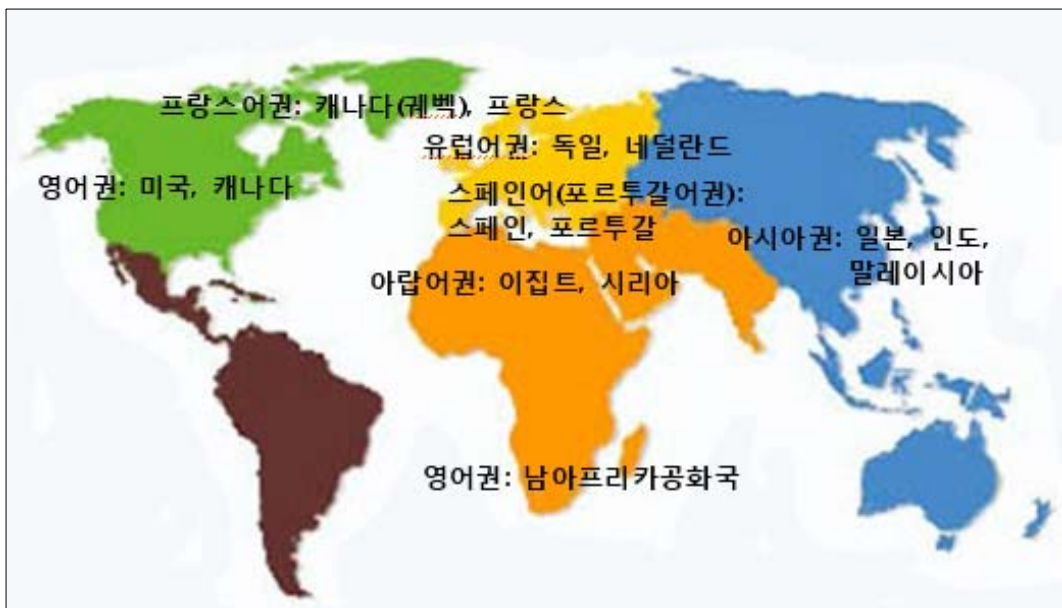 프랑스어권: 캐나다(퀘벡), 프랑스
유럽어권: 독일, 네덜란드
영어권: 미국, 캐나다
스페인어(포르투갈어권):
스페인, 포르투갈
아시아권: 일본, 인도,
말레이시아
아랍어권: 이집트, 시리아
영어권: 남아프리카공화국